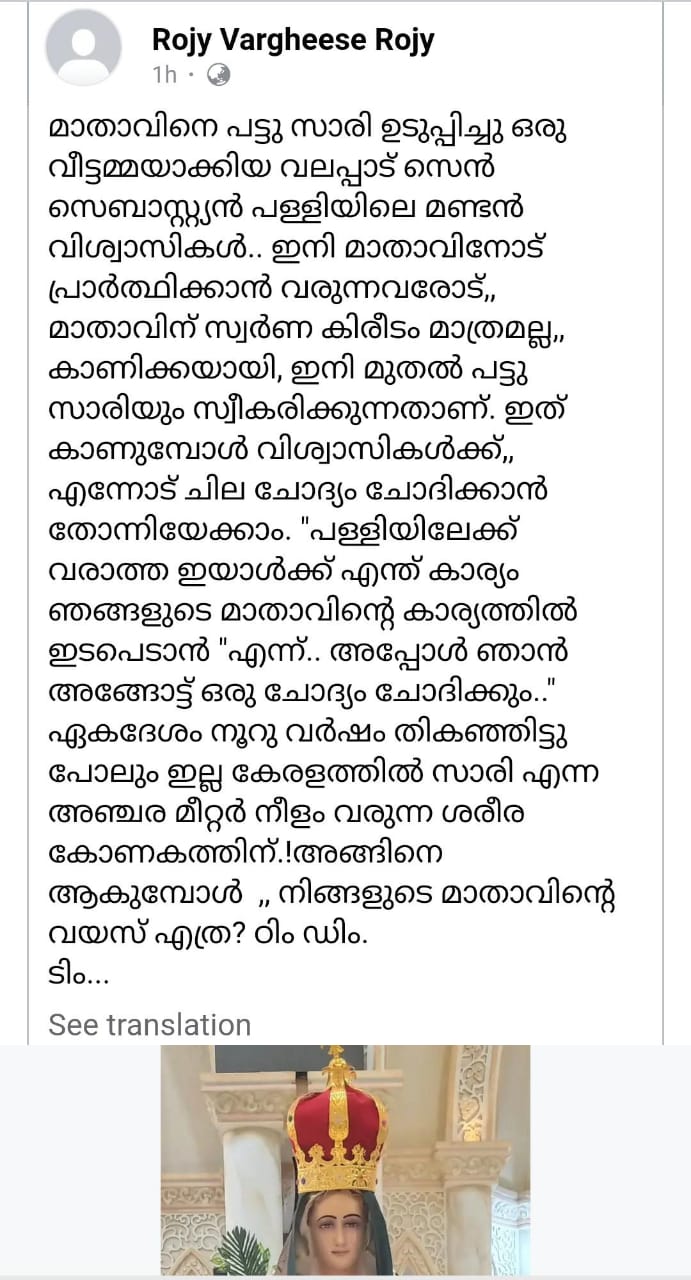 Rojy Vargheese Rojy
1h ·
മാതാവിനെ പട്ടു സാരി ഉടുപ്പിച്ചു ഒരു
വീട്ടമ്മയാക്കിയ വലപ്പാട് സെൻ
സെബാസ്റ്റ്യൻ പള്ളിയിലെ മണ്ടൻ
വിശ്വാസികൾ.. ഇനി മാതാവിനോട്
പ്രാർത്ഥിക്കാൻ വരുന്നവരോട്,,
മാതാവിന് സ്വർണ കിരീടം മാത്രമല്ല,,
കാണിക്കയായി, ഇനി മുതൽ പട്ടു
സാരിയും സ്വീകരിക്കുന്നതാണ്. ഇത്
കാണുമ്പോൾ വിശ്വാസികൾക്ക്,,
എന്നോട് ചില ചോദ്യം ചോദിക്കാൻ
തോന്നിയേക്കാം. "പള്ളിയിലേക്ക്
വരാത്ത ഇയാൾക്ക് എന്ത് കാര്യം
ഞങ്ങളുടെ മാതാവിന്റെ കാര്യത്തിൽ
ഇടപെടാൻ "എന്ന്.. അപ്പോൾ ഞാൻ
അങ്ങോട്ട് ഒരു ചോദ്യം ചോദിക്കും.."
ഏകദേശം നൂറു വർഷം തികഞ്ഞിട്ടു
പോലും ഇല്ല കേരളത്തിൽ സാരി എന്ന
അഞ്ചര മീറ്റർ നീളം വരുന്ന ശരീര
കോണകത്തിന്.!അങ്ങിനെ
ആകുമ്പോൾ ,, നിങ്ങളുടെ മാതാവിന്റെ
വയസ് എത്ര? ഠിം ഡിം.
ടിം...
See translation